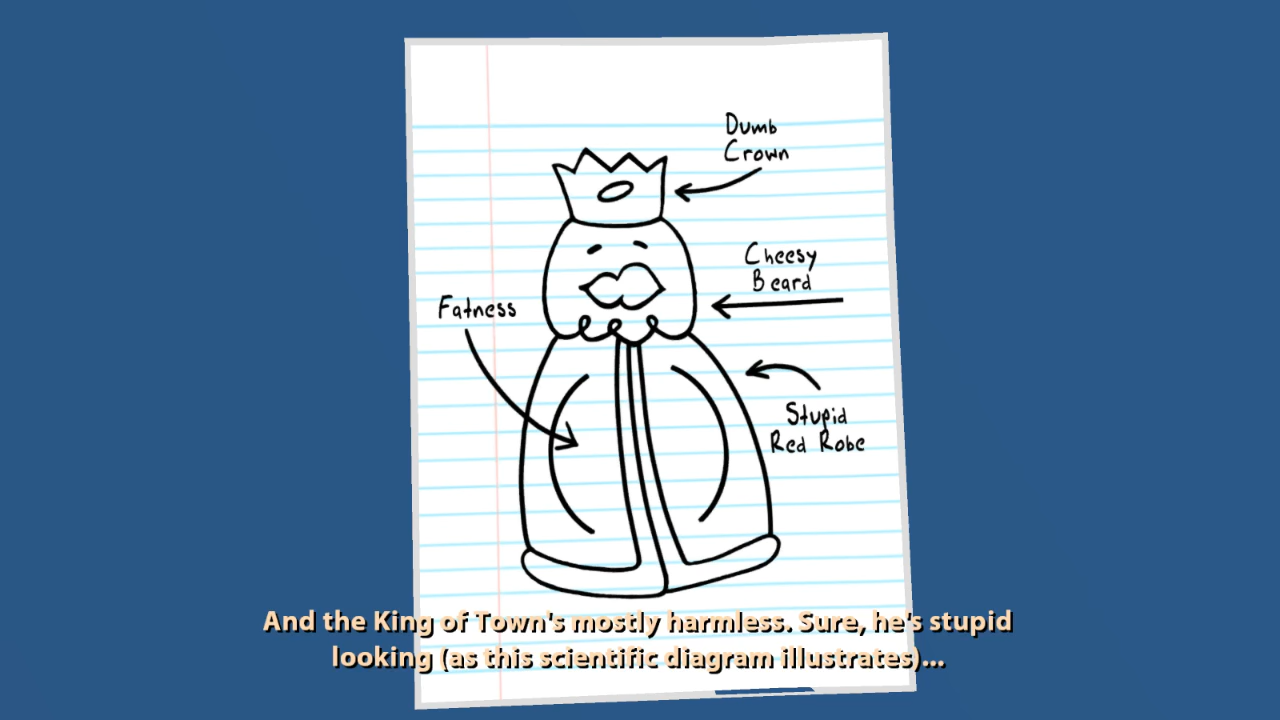 Dumb
Crown
Cheesy
Beard
Fatness
Stupid
Red Robe
And the King of Town's mostly harmless. Sure, he's stupid
looking (as this scientific diagram illustrates)...